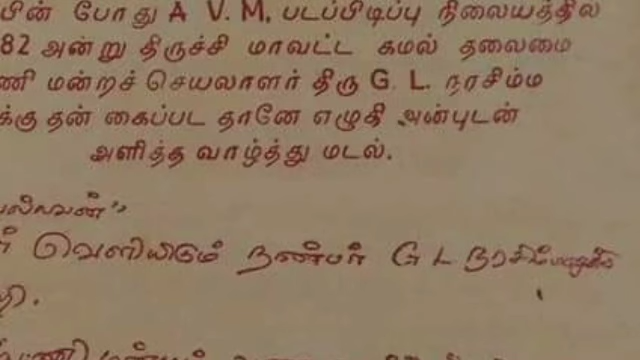 யின் போது A V. M. படப்பிடிப்பு நிலையத்தில
82 அன்று திருச்சி மாவட்ட கமல் தலைமை
ணி மன்றச் செயலாளர் திரு G. L. நரசிம்ம
க்கு தன் கைப்பட தானே எழுதி அன்புடன்
அளித்த வாழ்த்து மடல்.
வெளியிடும் நண்பர் G L